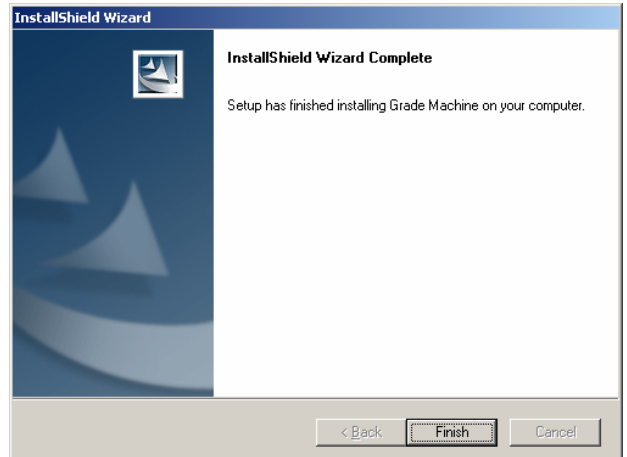 InstallShield Wizard
InstallShield Wizard Complete
Setup has finished installing Grade Machine on your computer.
< Back
Finish
Cancel